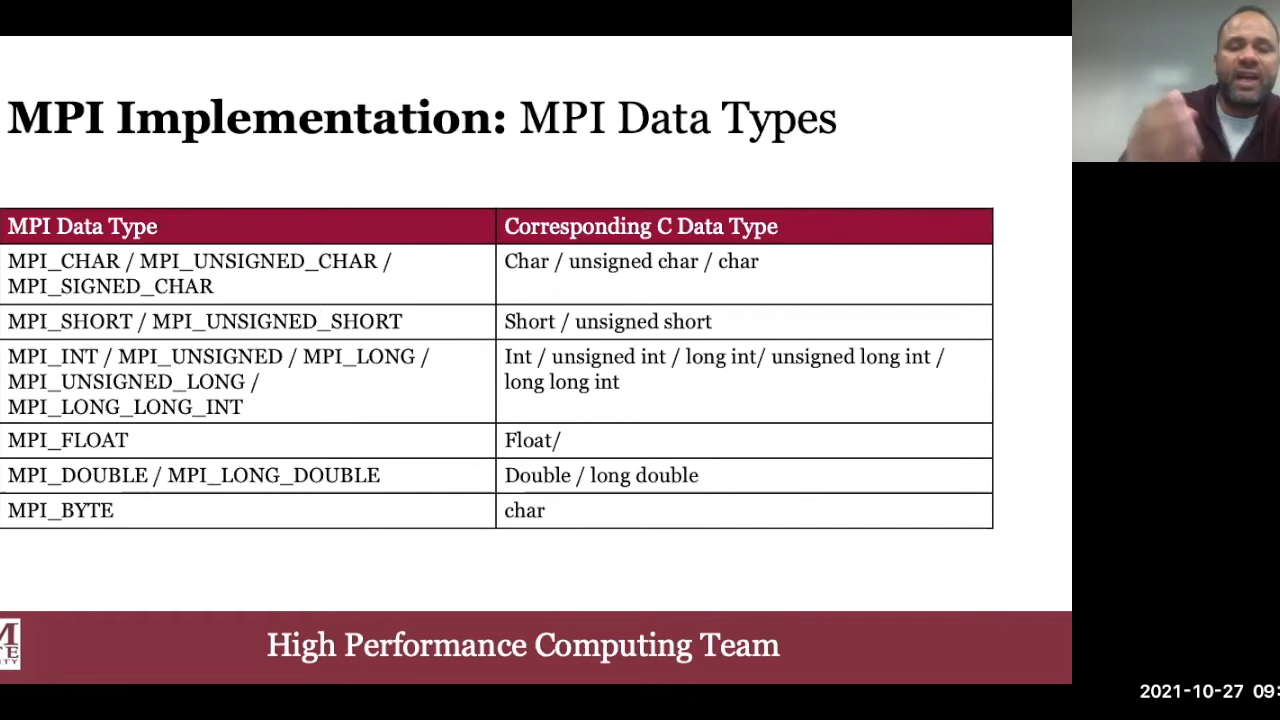 MPI Implementation: MPI Data Types
MPI Data Type
Corresponding C Data Type
MPI_CHAR / MPI_UNSIGNED_CHAR /
MPI_SIGNED_CHAR
Char / unsigned char / char
MPI_SHORT / MPI_UNSIGNED_SHORT
Short / unsigned short
MPI_INT / MPI_UNSIGNED / MPI_LONG /
MPI_UNSIGNED_LONG /
MPI_LONG_LONG_INT
Int / unsigned int / long int/ unsigned long int /
long long int
MPI_FLOAT
Float/
MPI_DOUBLE / MPI_LONG_DOUBLE
Double / long double
MPI_BYTE
char
High Performance Computing Team
2021-10-27 09: